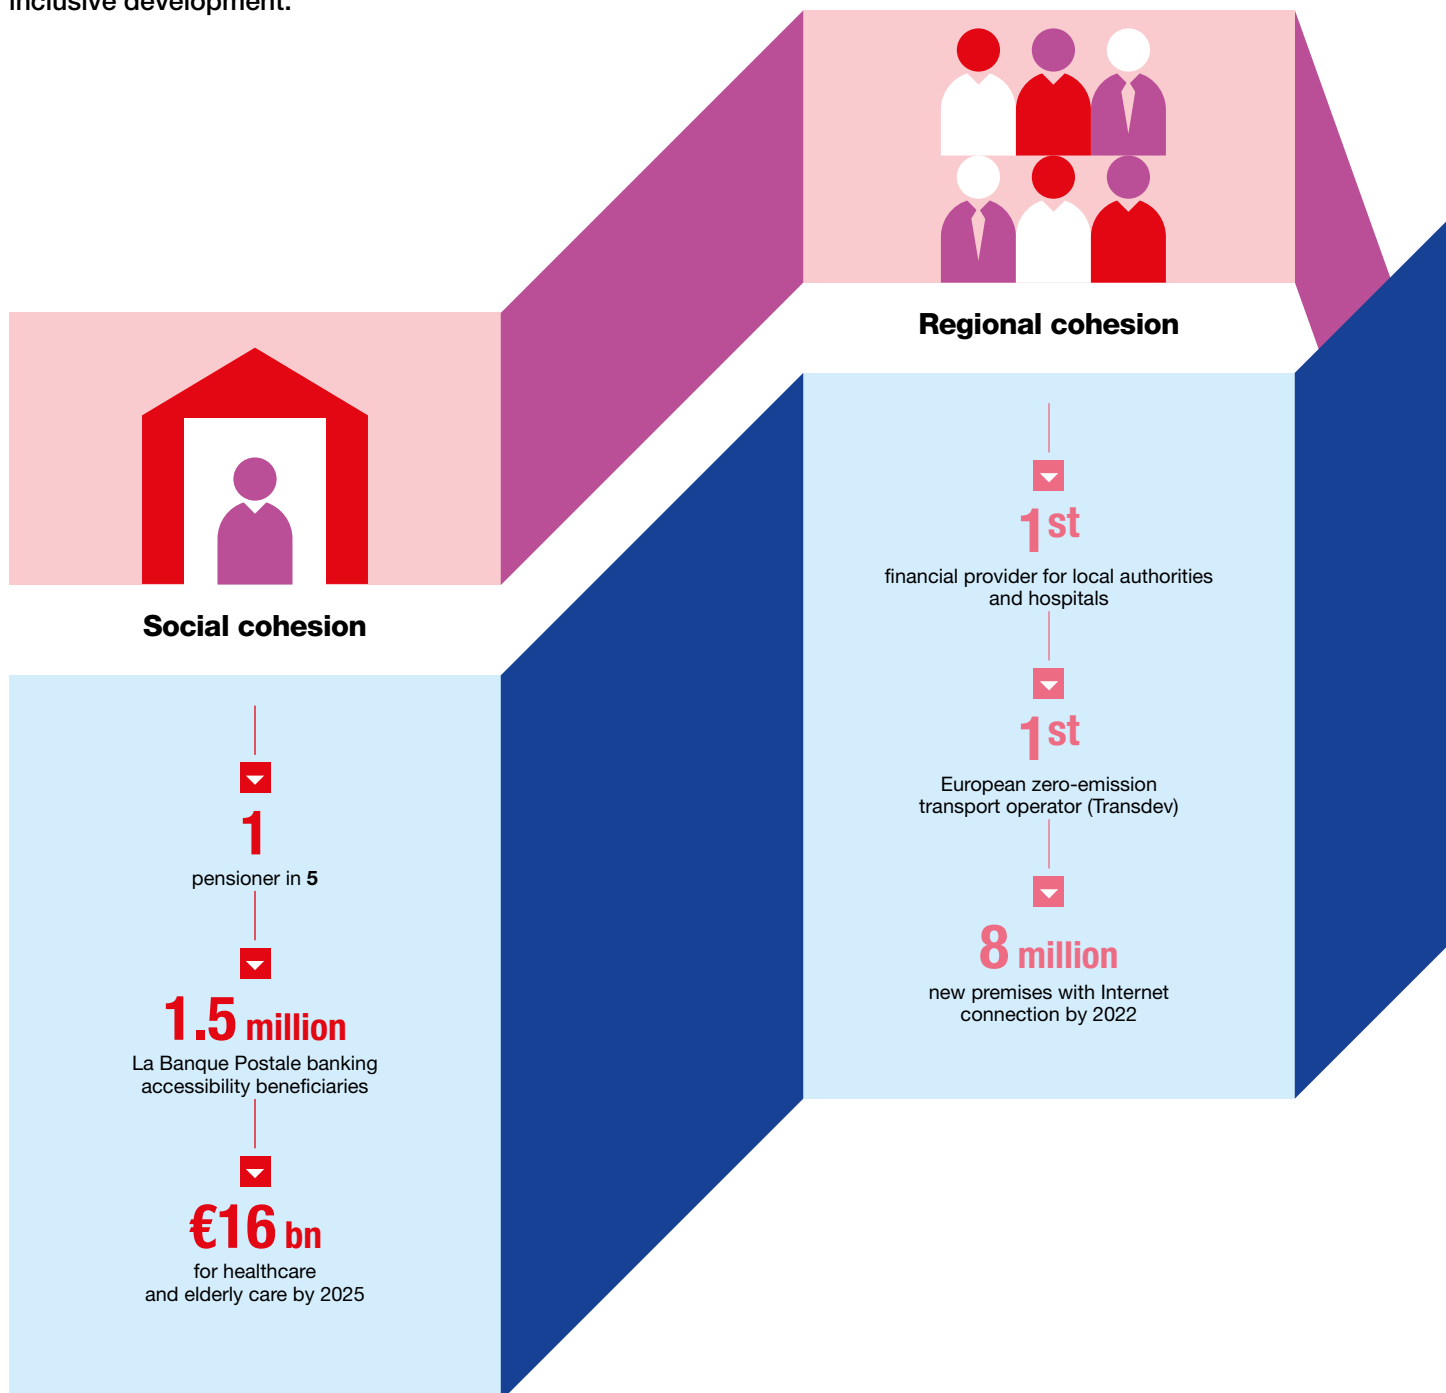 inclusive development.
Regional cohesion
1st
financial provider for local authorities
and hospitals
1st
European zero-emission
transport operator (Transdev)
8 million
new premises with Internet
connection by 2022
Social cohesion
1
pensioner in 5
1.5 million
La Banque Postale banking
accessibility beneficiaries
€16 bn
for healthcare
and elderly care by 2025